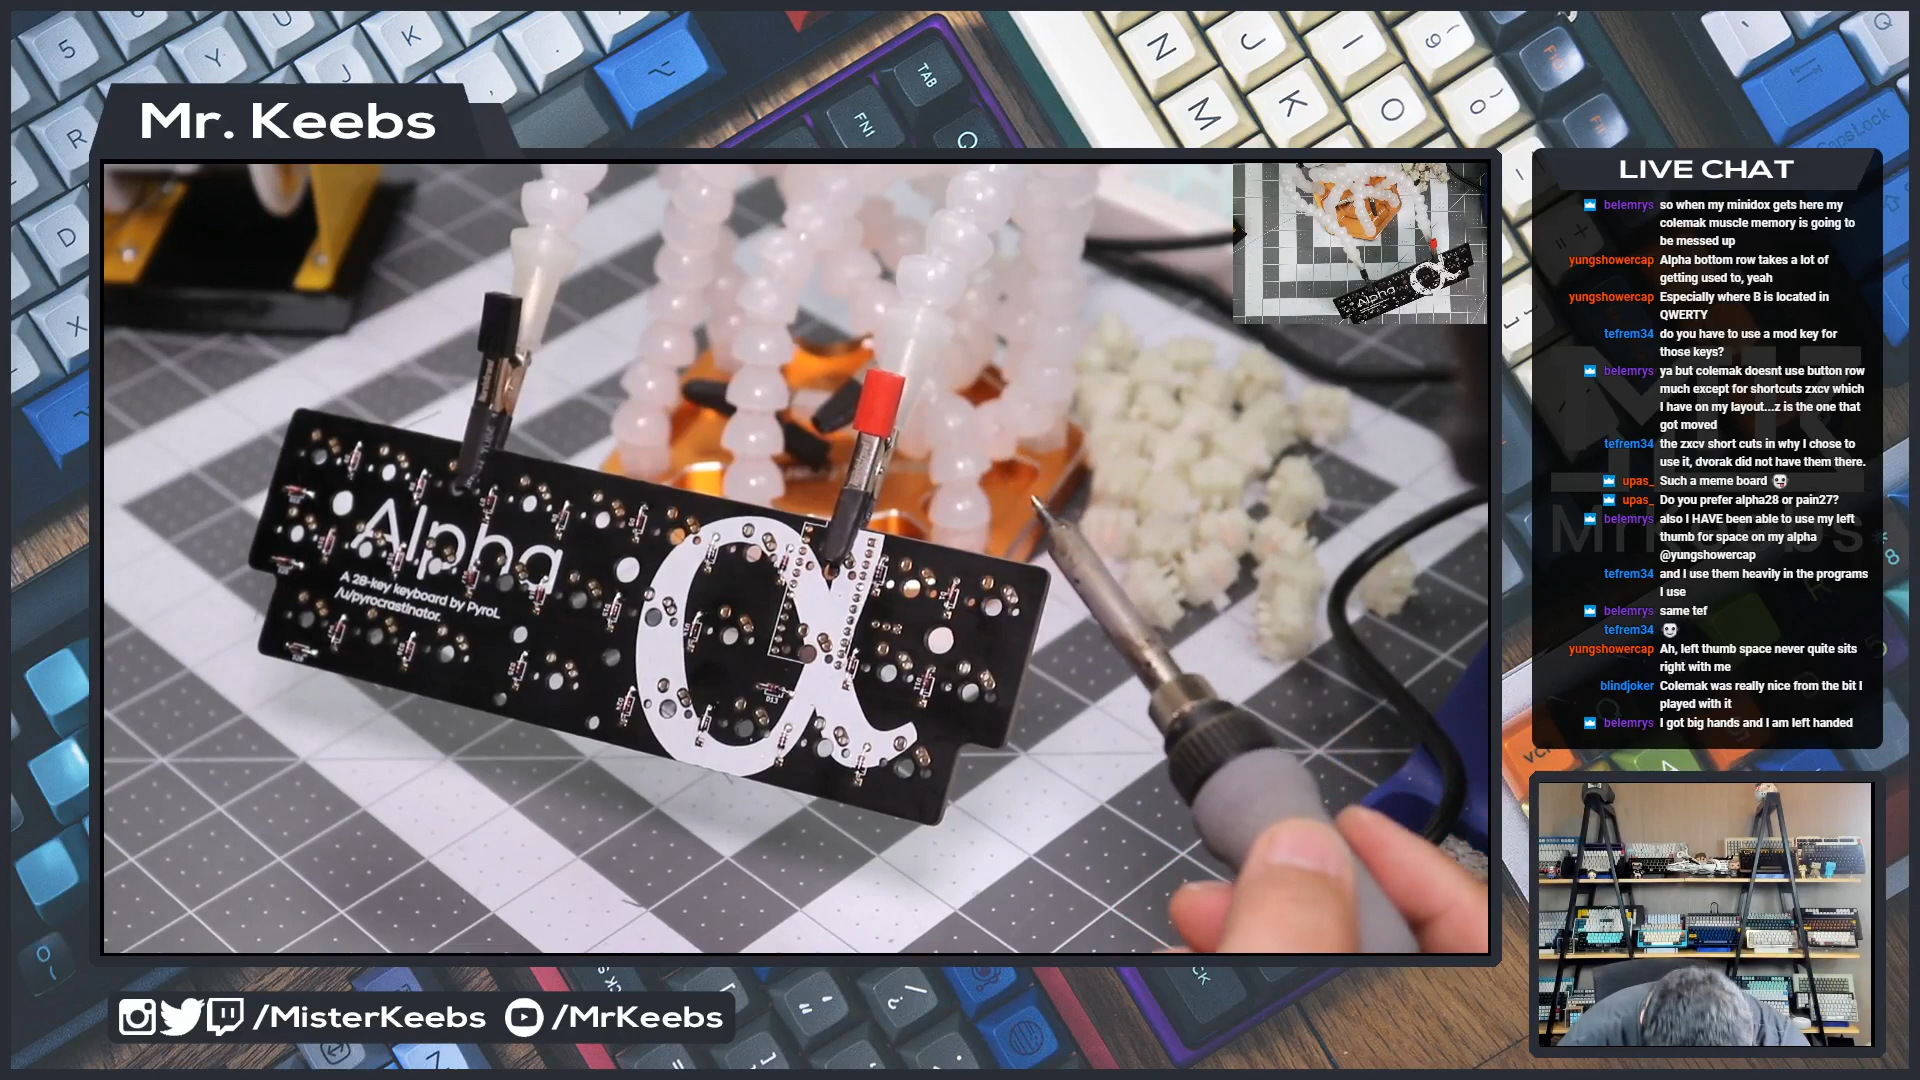 Mr. Keebs
LIVE CHAT
belemrys so when my minidox gets here my
colemak muscle memory is going to
be messed up
yungshowercap Alpha bottom row takes a lot of
getting used to, yeah
yungshowercap Especially where B is located in
QWERTY
tefrem34 do you have to use a mod key for
those keys?
belemrys ya but colemak doesnt use button row
much except for shortcuts zxcv which
I have on my layout...z is the one that
got moved
tefrem34 the zxcv short cuts in why I chose to
use it, dvorak did not have them there.
upas_ Such a meme board
upas_ Do you prefer alpha28 or pain27?
belemrys also I HAVE been able to use my left
thumb for space on my alpha
@yungshowercap
tefrem34 and I use them heavily in the programs
I use
belemrys same tef
tefrem34
yungshowercap Ah, left thumb space never quite sits
right with me
blindjoker Colemak was really nice from the bit I
played with it
belemrys I got big hands and I am left handed
MrKeebs
Alpha
A 28-key keyboard by PyroL
/u/pyrocrastinator.
α
/MisterKeebs /MrKeebs
5
Y
U
K
J
R
D
X
TAB
FN1
N
J
I
M
K
O
Q
CapsLock
Z